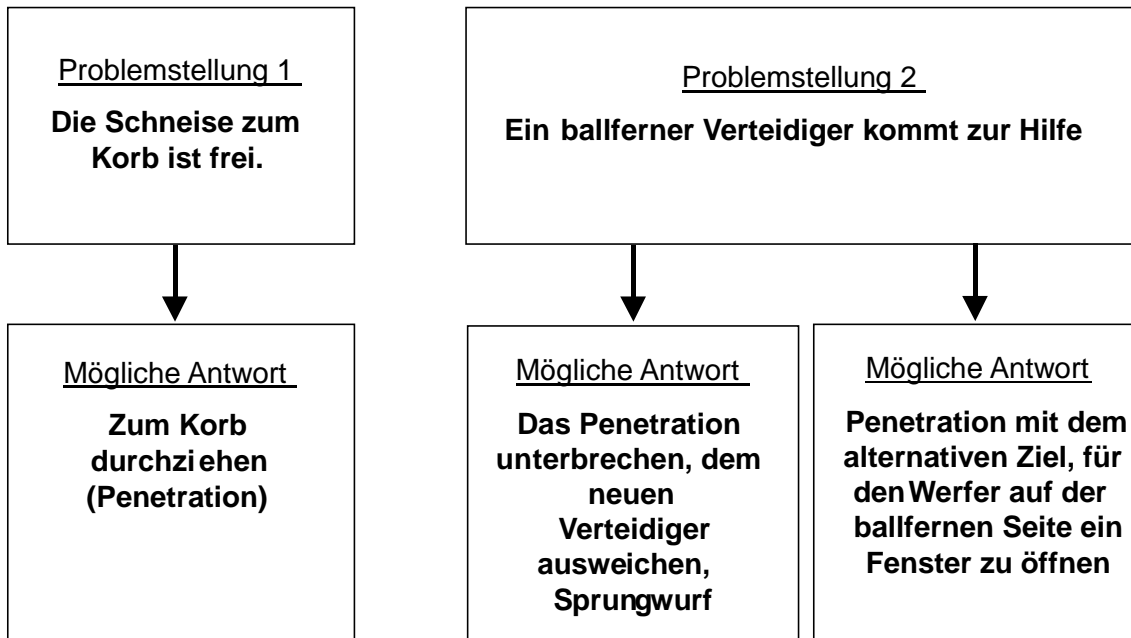 Problemstellung 1
Die Schneise zum
Korb ist frei.
Problemstellung 2
Ein ballferner Verteidiger kommt zur Hilfe
Mögliche Antwort
Zum Korb
durchziehen
(Penetration)
Mögliche Antwort
Das Penetration
unterbrechen, dem
neuen
Verteidiger
ausweichen,
Sprungwurf
Mögliche Antwort
Penetration mit dem
alternativen Ziel, für
den Werfer auf der
ballfernen Seite ein
Fenster zu öffnen